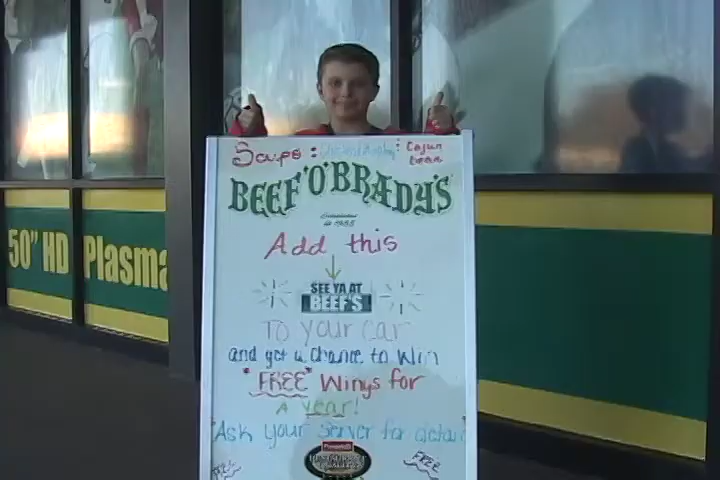 Soups: Cajun
Bean
BEEF 'O' BRADY'S
Add this
SEE YA AT
BEEF'S
To your car
and get a chance to Win
"FREE" Wings for
A year!
Ask your server for details
FREE
FREE
50" HD Plasma